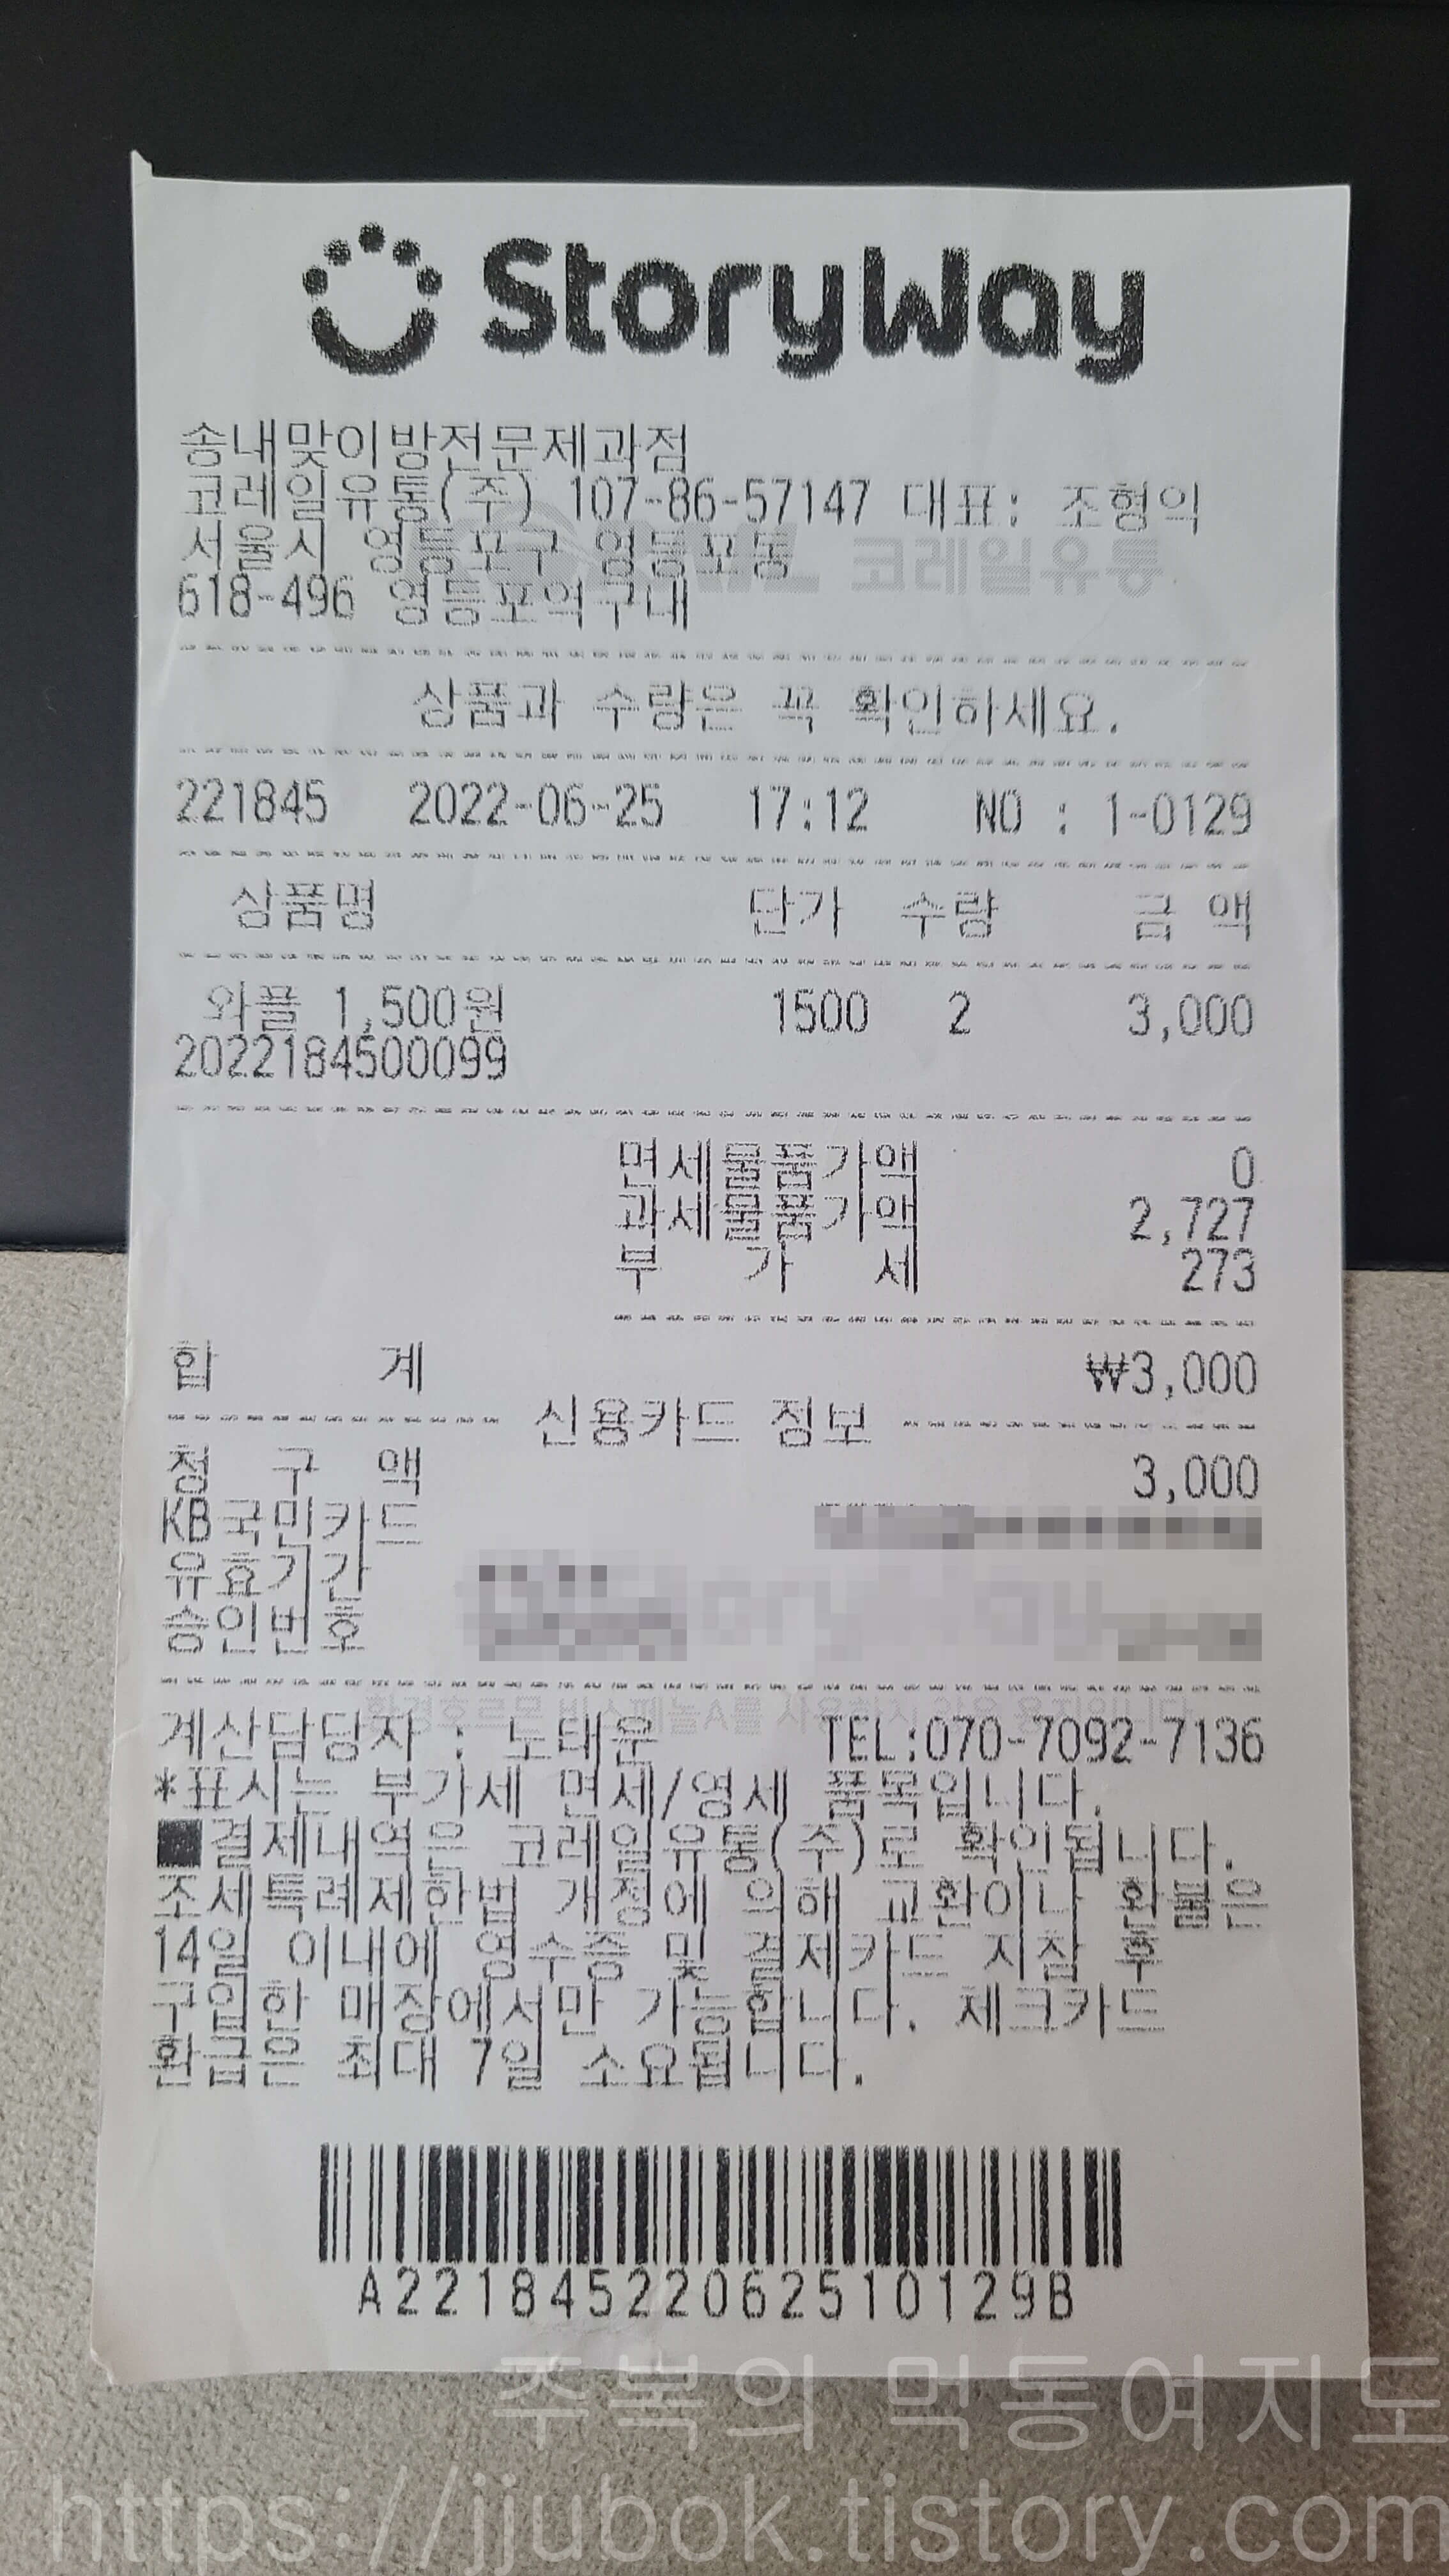 StoryWay
송내맞이방전문제과점
코레일유통(주) 107-86-57147 대표: 조형익
서울시 영등포구 영등포동
코레일유통
618-496 영등포역구내
상품과 수량은 꼭 확인하세요.
221845 2022-06-25 17:12 NO : 1-0129
상품명 단가 수량 금 액
와플 1,500원 1500 2 3,000
2022184500099
면세물품가액 0
과세물품가액 2,727
부 가 세 273
합 계 ₩3,000
신용카드 정보
청 구 액 3,000
KB국민카드
유효기간
승인번호
계산담당자 : 노태운 TEL:070-7092-7136
*표시는 부가세 면세/영세 품목입니다.
■결제내역은 코레일유통(주)로 확인됩니다.
조세특례제한법 개정에 의해 교환이나 환불은
14일 이내에 영수증 및 결제카드 지참 후
구입한 매장에서만 가능합니다. 체크카드
환급은 최대 7일 소요됩니다.
A22184522062510129B
쭈뽁의 먹동여지도
https://jjubok.tistory.com